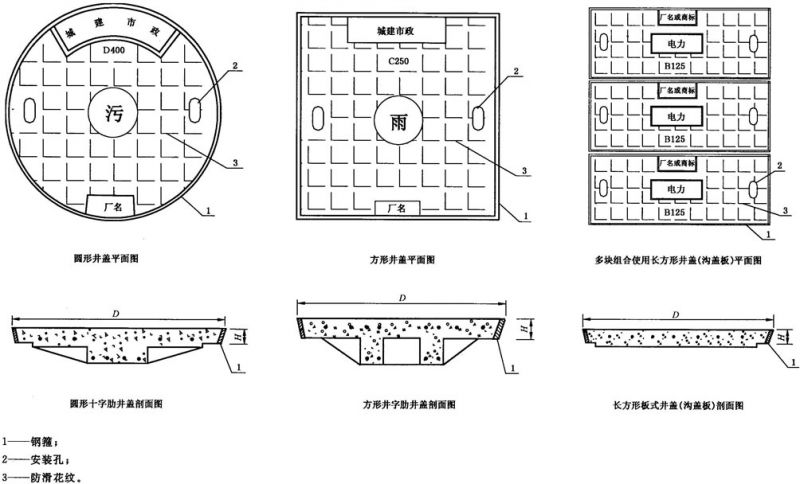 城建市政
D400
污
厂名
2
3
1
圆形井盖平面图
城建市政
C250
雨
厂名
2
3
1
方形井盖平面图
厂名或商标
电力
B125
厂名或商标
电力
B125
厂名或商标
电力
B125
2
3
1
多块组合使用长方形井盖(沟盖板)平面图
D
H
1
圆形十字肋井盖剖面图
D
H
1
方形井字肋井盖剖面图
D
H
1
长方形板式井盖(沟盖板)剖面图
1——钢箍;
2——安装孔;
3——防滑花纹。